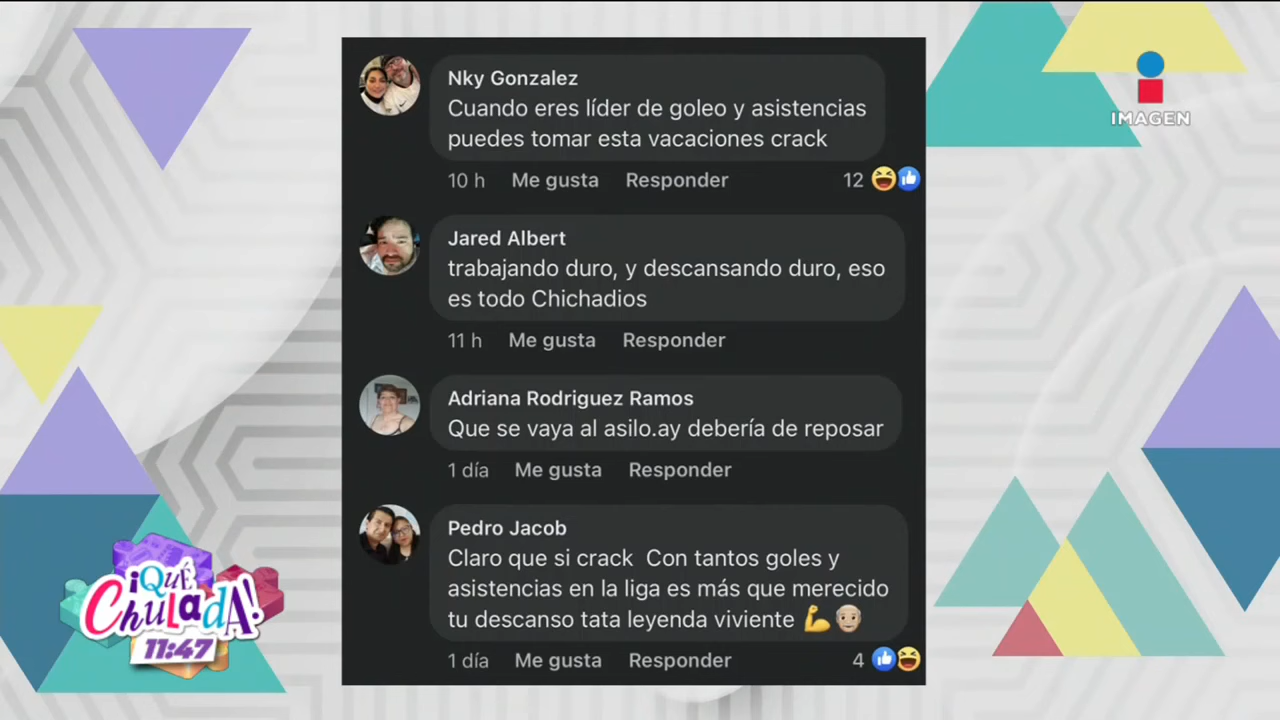 Nky Gonzalez
Cuando eres líder de goleo y asistencias
puedes tomar esta vacaciones crack
10 h Me gusta Responder 12
Jared Albert
trabajando duro, y descansando duro, eso
es todo Chichadios
11 h Me gusta Responder
Adriana Rodriguez Ramos
Que se vaya al asilo.ay debería de reposar
1 día Me gusta Responder
Pedro Jacob
Claro que si crack Con tantos goles y
asistencias en la liga es más que merecido
tu descanso tata leyenda viviente 💪👴🏼
1 día Me gusta Responder 4
IMAGEN
¡QUÉ
ChuladA!
11:47